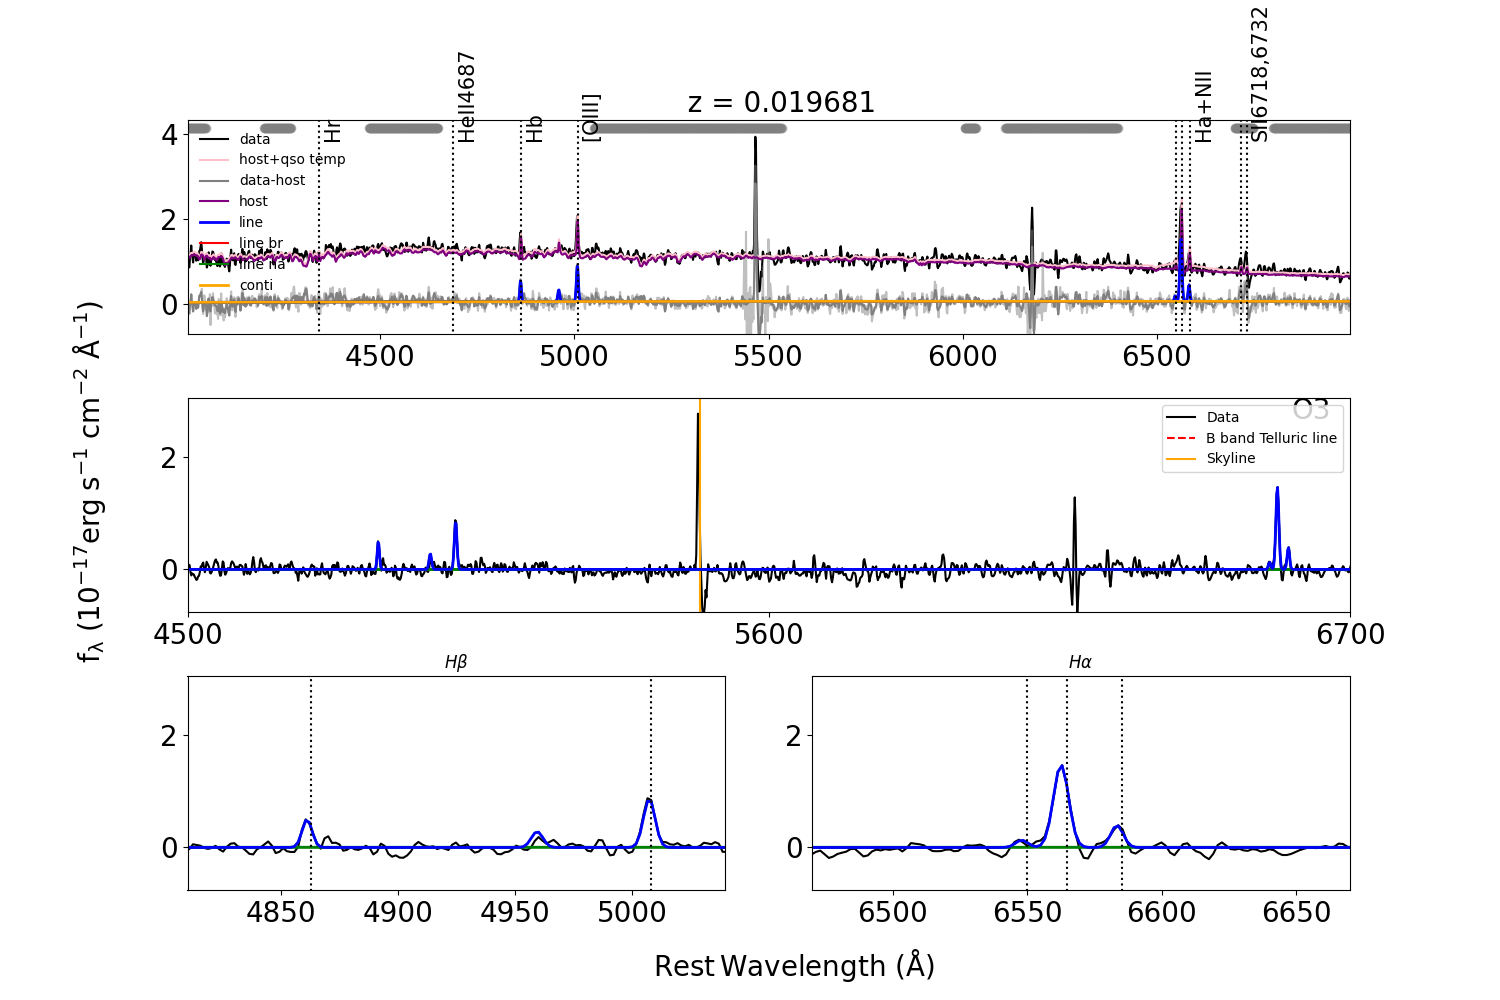 z = 0.019681
Hr
HeII4687
Hb
[OIII]
Ha+NII
SII6718,6732
data
host+qso temp
data-host
host
line
line br
line na
conti
4
2
0
4500
5000
5500
6000
6500
f_λ (10⁻¹⁷erg s⁻¹ cm⁻² Å⁻¹)
O3
Data
B band Telluric line
Skyline
2
0
4500
5600
6700
Hβ
2
0
4850
4900
4950
5000
Hα
2
0
6500
6550
6600
6650
Rest Wavelength (Å)